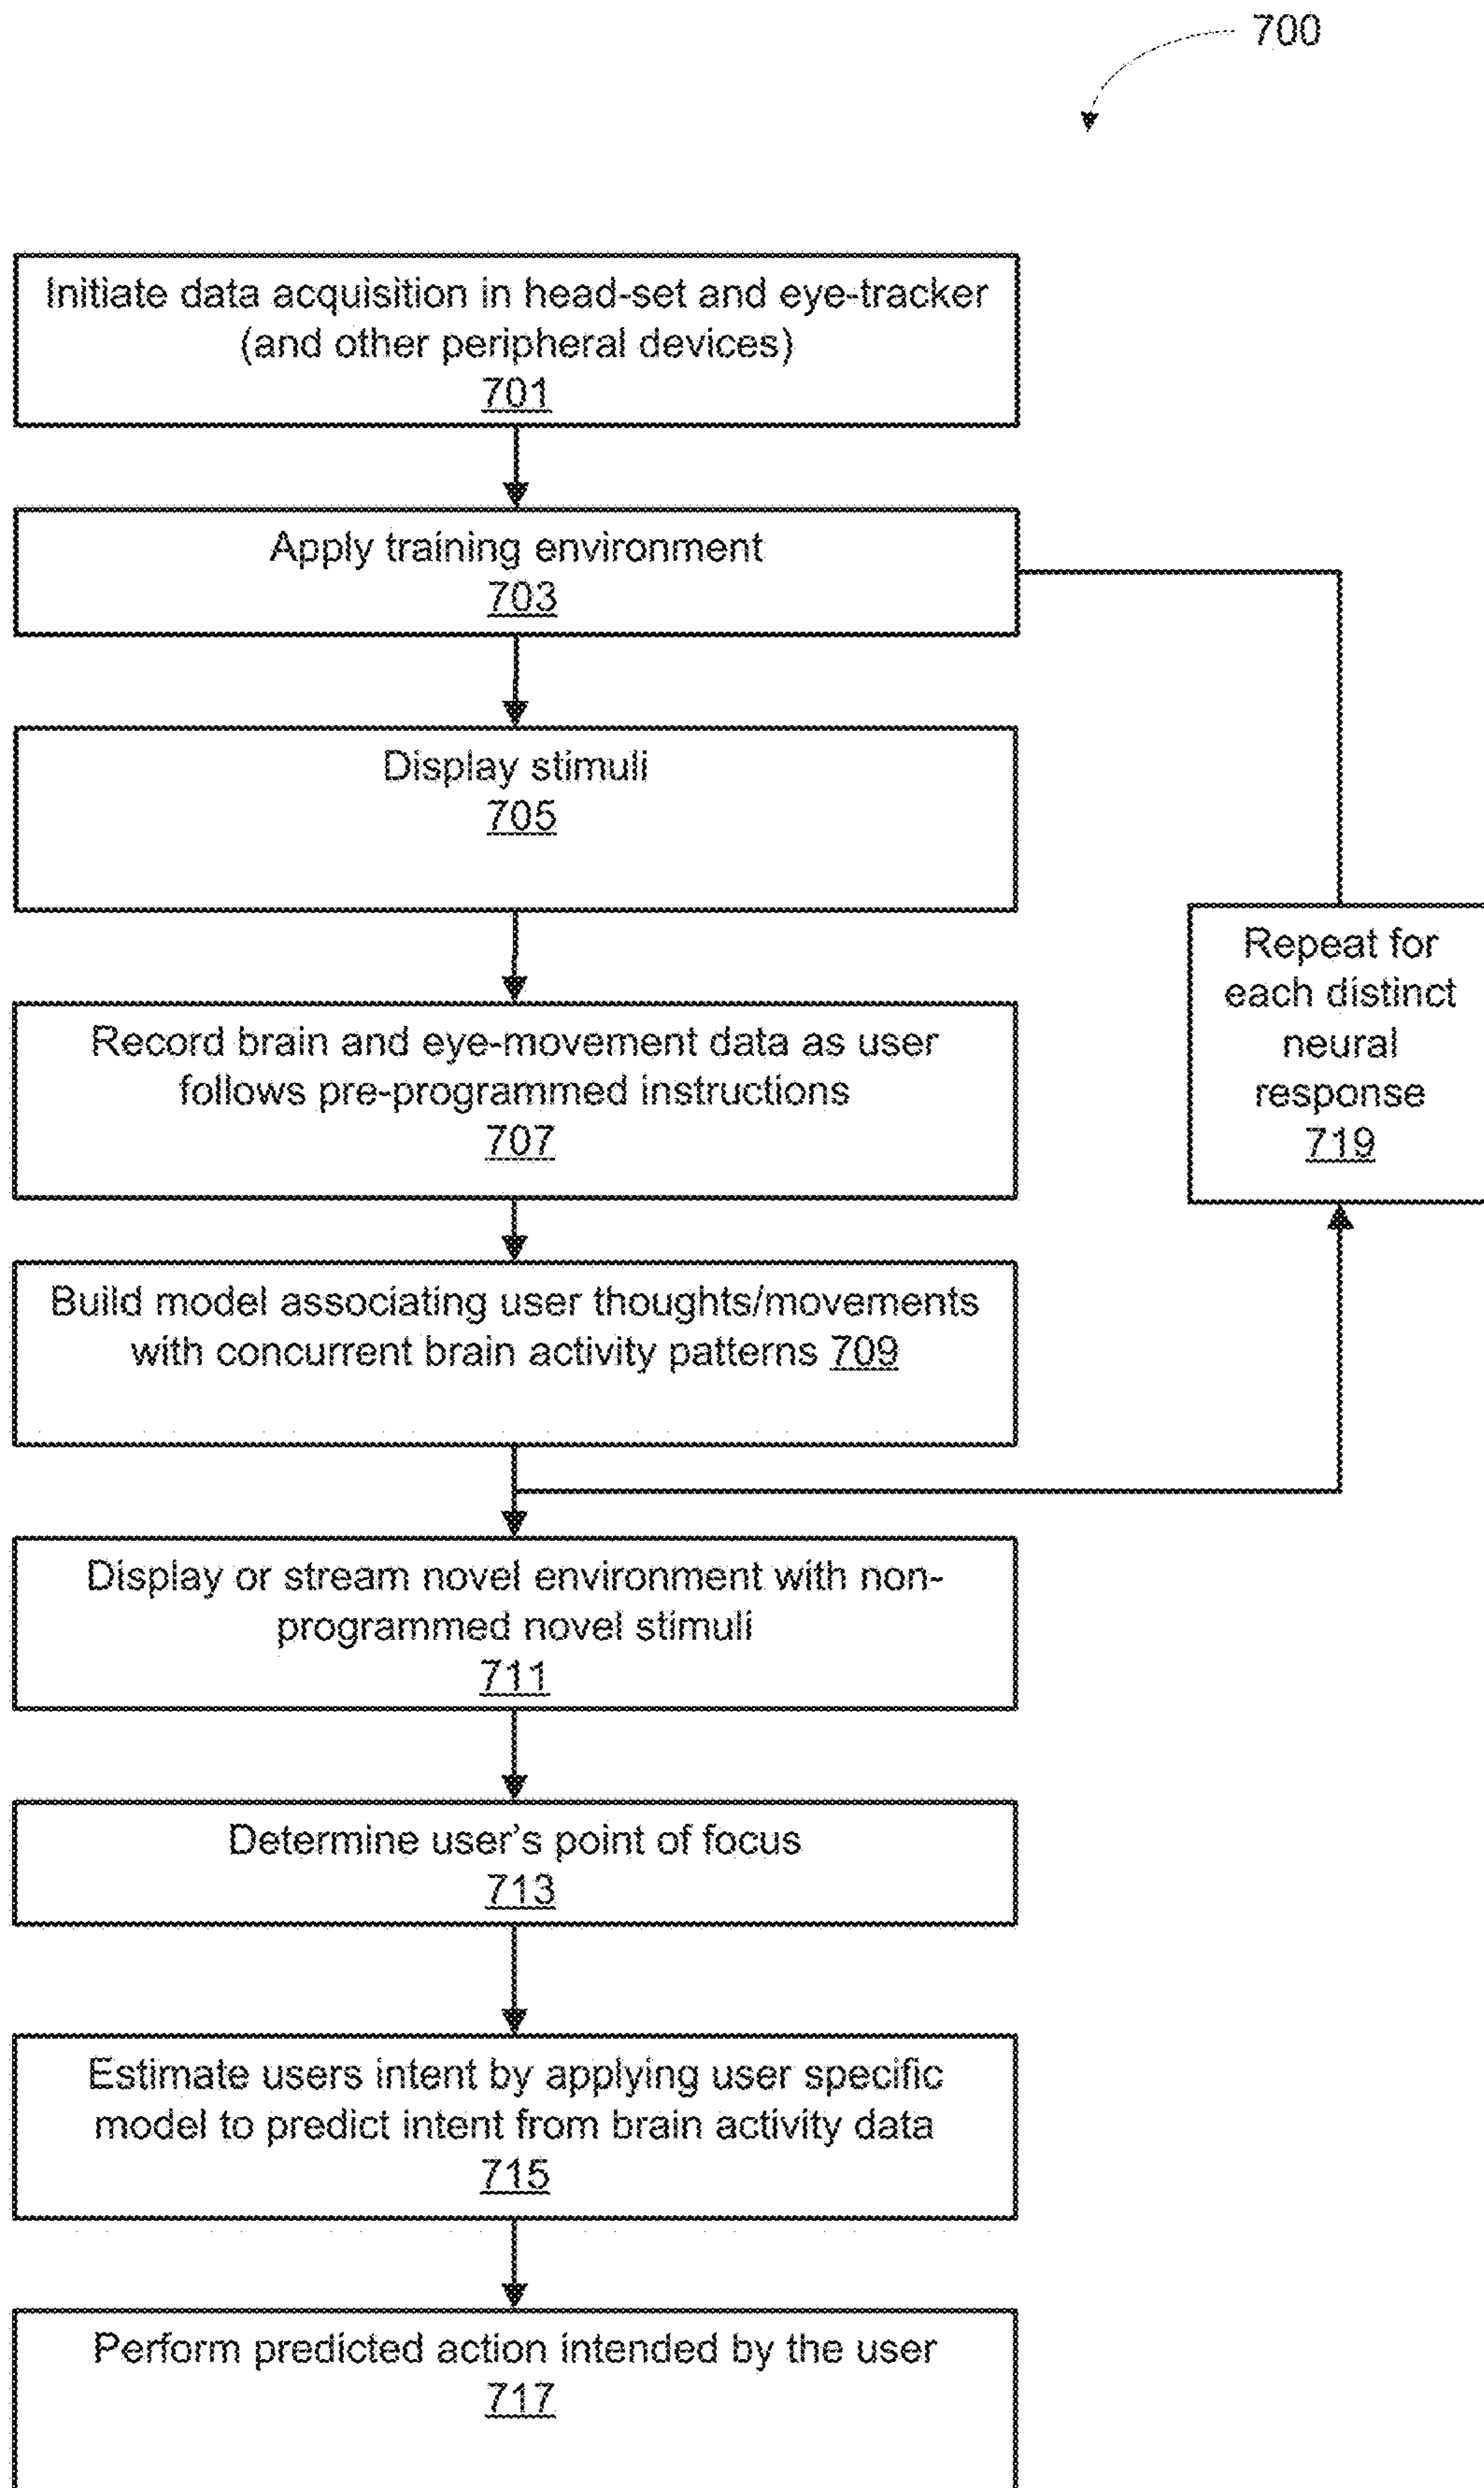 700
Initiate data acquisition in head-set and eye-tracker
(and other peripheral devices)
701
Apply training environment
703
Display stimuli
705
Record brain and eye-movement data as user
follows pre-programmed instructions
707
Repeat for
each distinct
neural
response
719
Build model associating user thoughts/movements
with concurrent brain activity patterns 709
Display or stream novel environment with non-
programmed novel stimuli
711
Determine user's point of focus
713
Estimate users intent by applying user specific
model to predict intent from brain activity data
715
Perform predicted action intended by the user
717